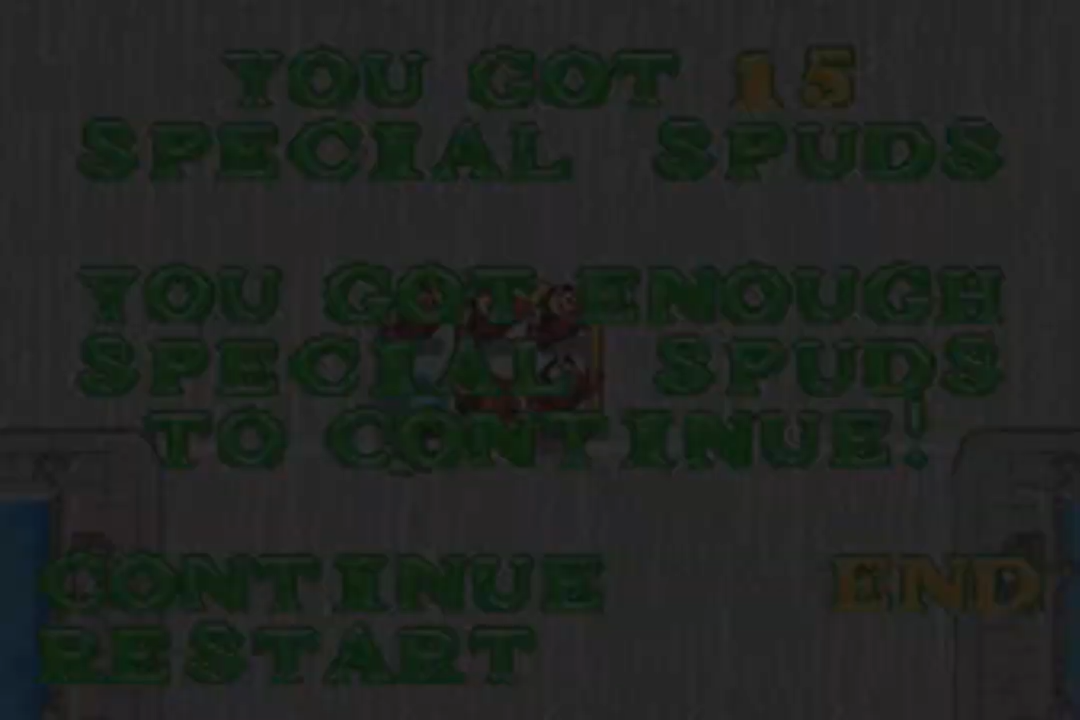 YOU GOT 15
SPECIAL SPUDS
YOU GOT ENOUGH
SPECIAL SPUDS
TO CONTINUE!
CONTINUE END
RESTART